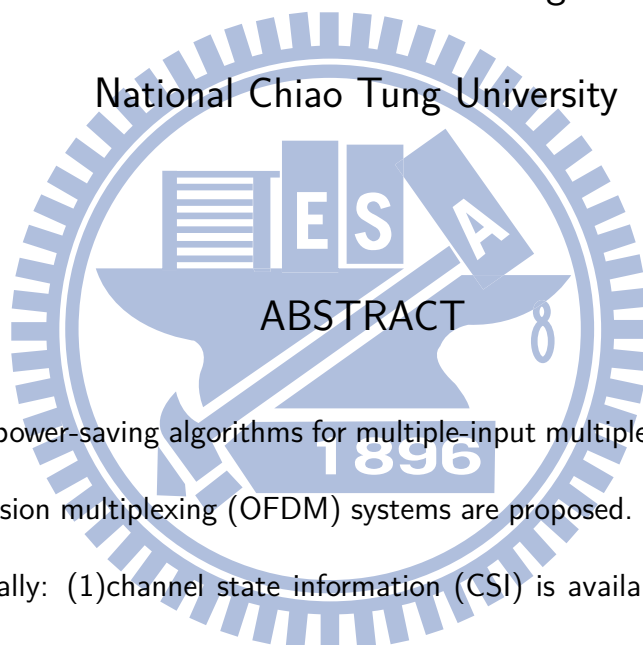 National Chiao Tung University
E S A
ABSTRACT
power-saving algorithms for multiple-input multiple
1896
sion multiplexing (OFDM) systems are proposed.
ally: (1)channel state information (CSI) is availa